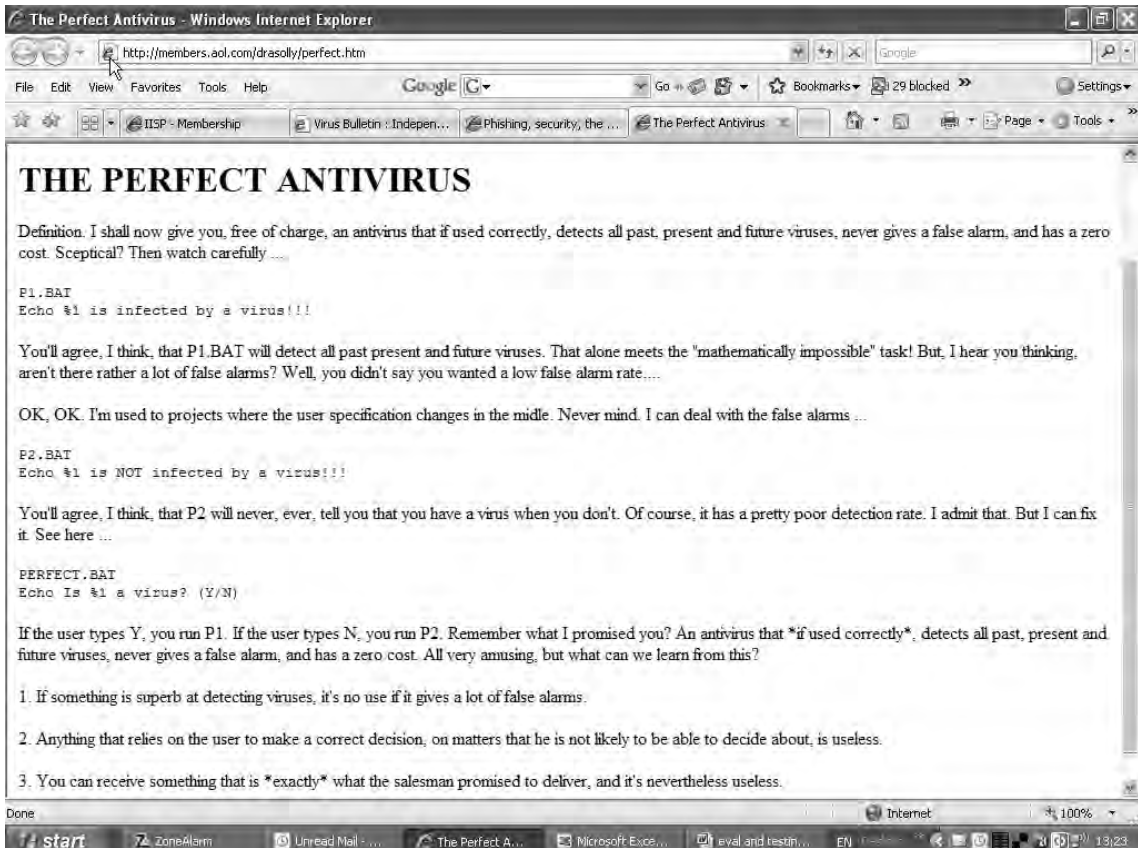 The Perfect Antivirus - Windows Internet Explorer
http://members.aol.com/drasolly/perfect.htm
Google
File Edit View Favorites Tools Help
Google G
Go
Bookmarks
29 blocked
Settings
IISP - Membership
Virus Bulletin : Indepen...
Phishing, security, the ...
The Perfect Antivirus
Page
Tools
THE PERFECT ANTIVIRUS
Definition. I shall now give you, free of charge, an antivirus that if used correctly, detects all past, present and future viruses, never gives a false alarm, and has a zero
cost. Sceptical? Then watch carefully ...
P1.BAT
Echo %1 is infected by a virus!!!
You'll agree, I think, that P1.BAT will detect all past present and future viruses. That alone meets the "mathematically impossible" task! But, I hear you thinking,
aren't there rather a lot of false alarms? Well, you didn't say you wanted a low false alarm rate....
OK, OK. I'm used to projects where the user specification changes in the midle. Never mind. I can deal with the false alarms ...
P2.BAT
Echo %1 is NOT infected by a virus!!!
You'll agree, I think, that P2 will never, ever, tell you that you have a virus when you don't. Of course, it has a pretty poor detection rate. I admit that. But I can fix
it. See here ...
PERFECT.BAT
Echo Is %1 a virus? (Y/N)
If the user types Y, you run P1. If the user types N, you run P2. Remember what I promised you? An antivirus that *if used correctly*, detects all past, present and
future viruses, never gives a false alarm, and has a zero cost. All very amusing, but what can we learn from this?
1. If something is superb at detecting viruses, it's no use if it gives a lot of false alarms.
2. Anything that relies on the user to make a correct decision, on matters that he is not likely to be able to decide about, is useless.
3. You can receive something that is *exactly* what the salesman promised to deliver, and it's nevertheless useless.
Done
Internet
100%
start
ZoneAlarm
Unread Mail - ...
The Perfect A...
Microsoft Exce...
eval and testin...
EN
13:23